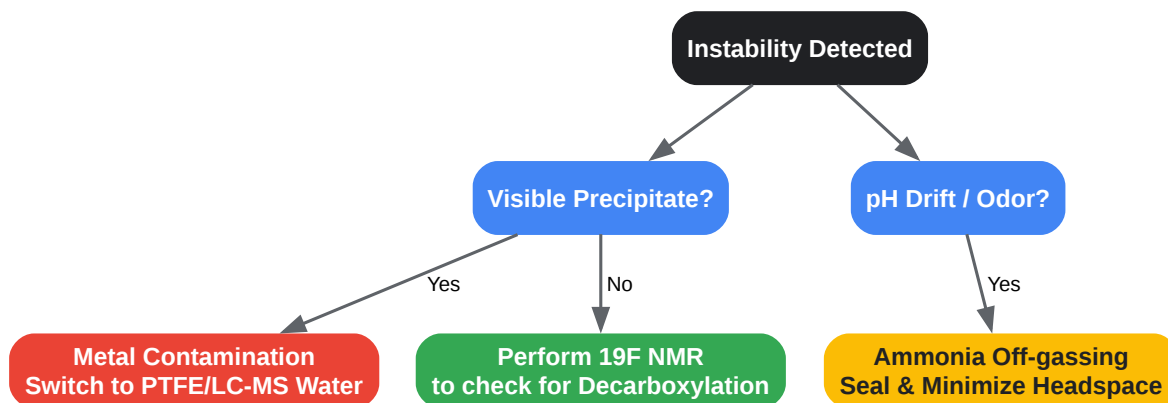 Instability Detected
Visible Precipitate?
pH Drift / Odor?
Yes
No
Yes
Metal Contamination
Switch to PTFE/LC-MS Water
Perform 19F NMR
to check for Decarboxylation
Ammonia Off-gassing
Seal & Minimize Headspace